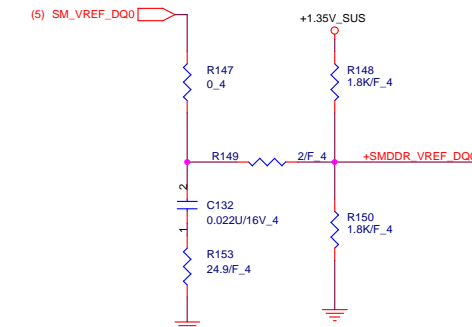 (5) SM_VREF_DQ0
+1.35V_SUS
R147
0_4
R148
1.8K/F_4
R149
2/F_4
+SMDDR_VREF_DQ0
2
C132
0.022U/16V_4
1
R150
1.8K/F_4
R153
24.9/F_4